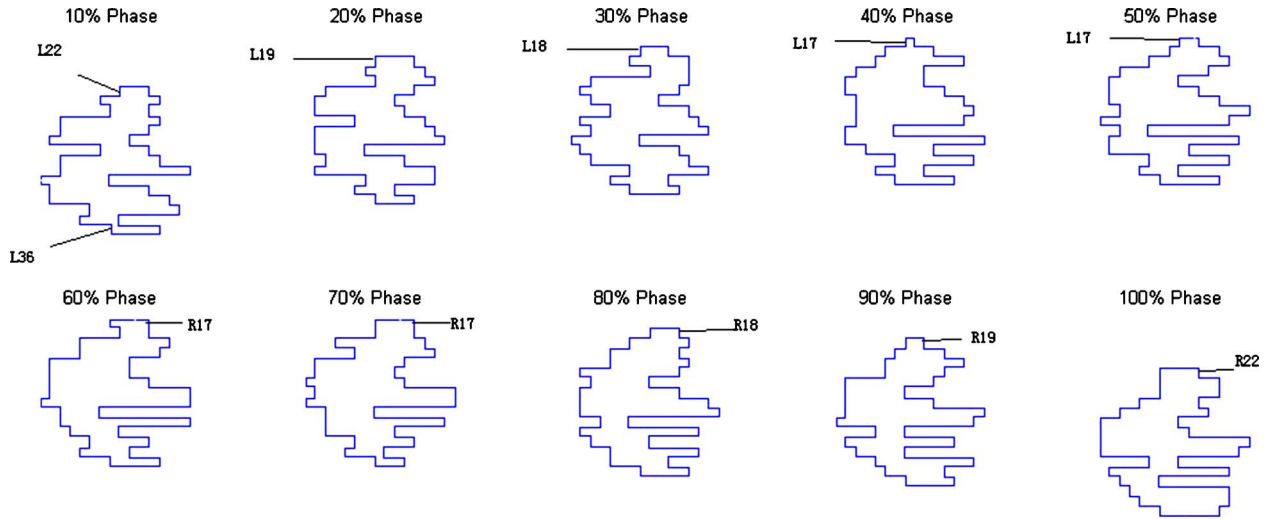 10% Phase
20% Phase
30% Phase
40% Phase
50% Phase
L22
L19
L18
L17
L17
L36
60% Phase
70% Phase
80% Phase
90% Phase
100% Phase
R17
R17
R18
R19
R22